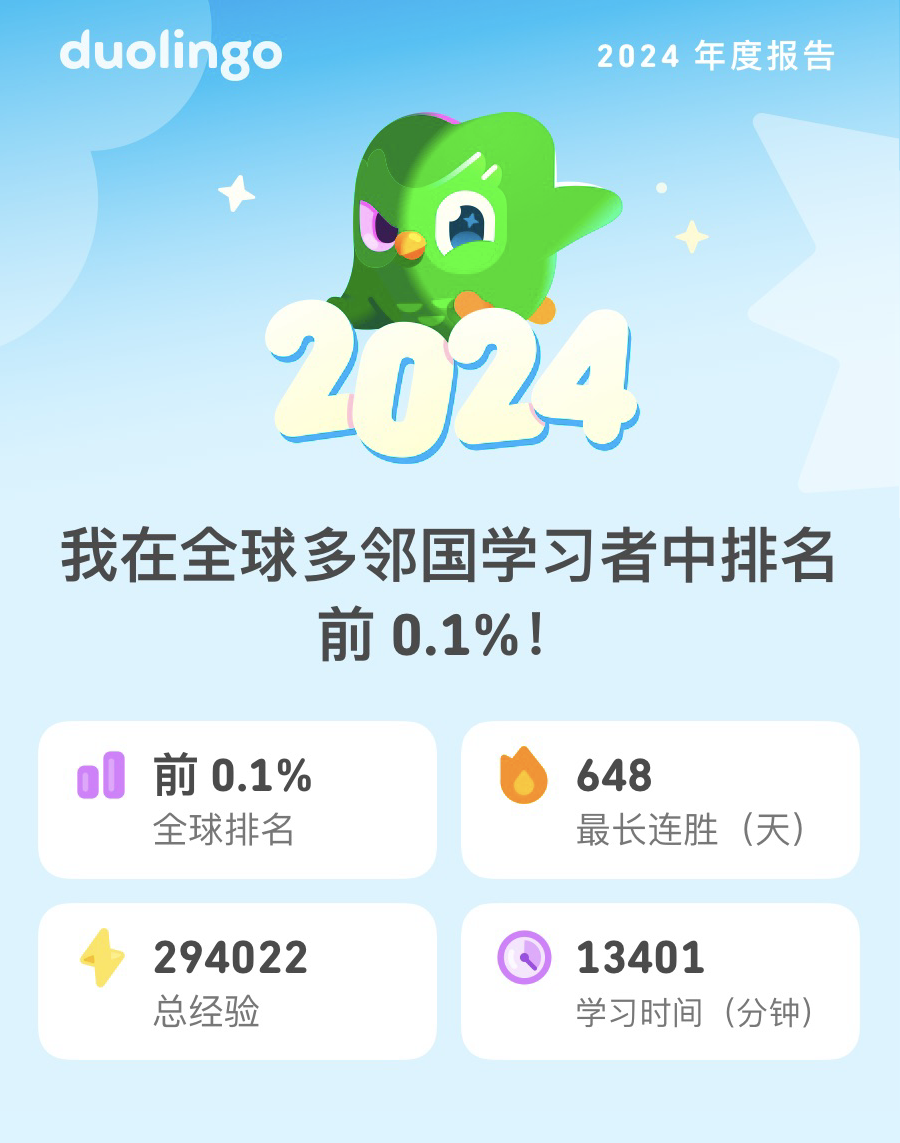 duolingo
2024 年度报告
2024
我在全球多邻国学习者中排名
前 0.1%!
前 0.1%
全球排名
648
最长连胜（天）
294022
总经验
13401
学习时间（分钟）